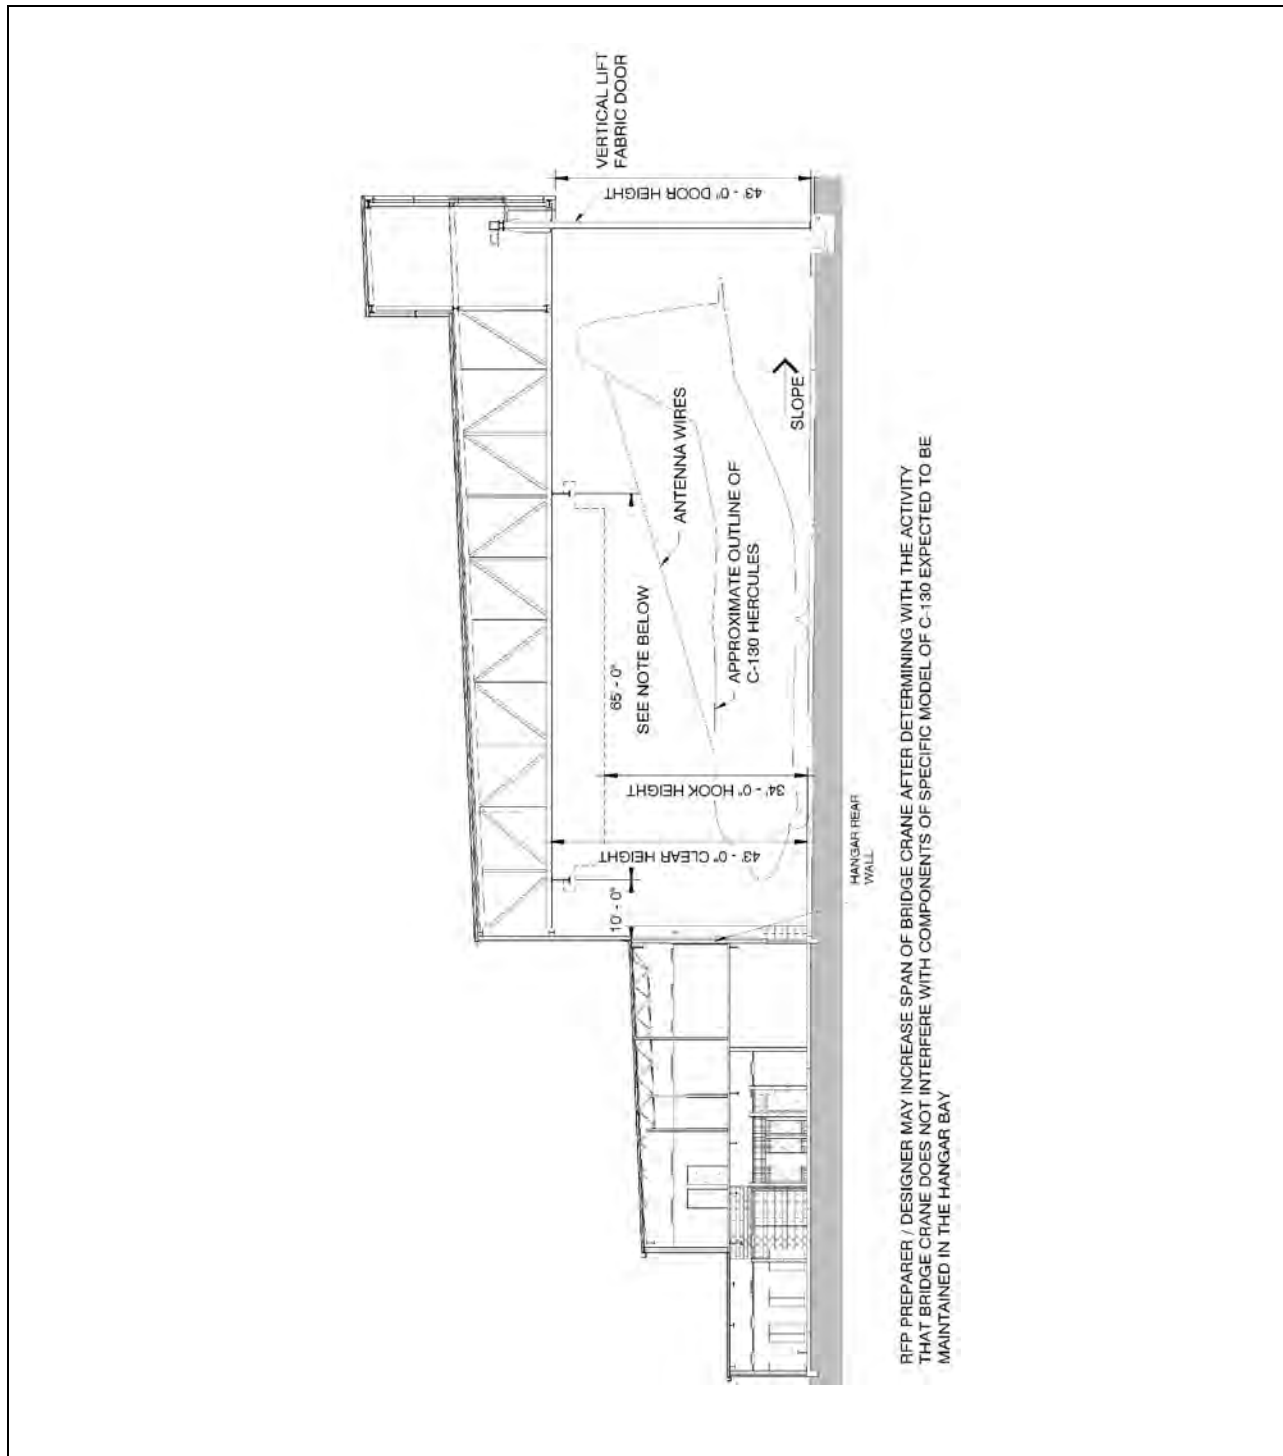 VERTICAL LIFT
FABRIC DOOR
43' - 0" DOOR HEIGHT
SLOPE
ANTENNA WIRES
APPROXIMATE OUTLINE OF
C-130 HERCULES
65' - 0"
SEE NOTE BELOW
34' - 0" HOOK HEIGHT
43' - 0" CLEAR HEIGHT
10' - 0"
HANGAR REAR
WALL
RFP PREPARER / DESIGNER MAY INCREASE SPAN OF BRIDGE CRANE AFTER DETERMINING WITH THE ACTIVITY
THAT BRIDGE CRANE DOES NOT INTERFERE WITH COMPONENTS OF SPECIFIC MODEL OF C-130 EXPECTED TO BE
MAINTAINED IN THE HANGAR BAY